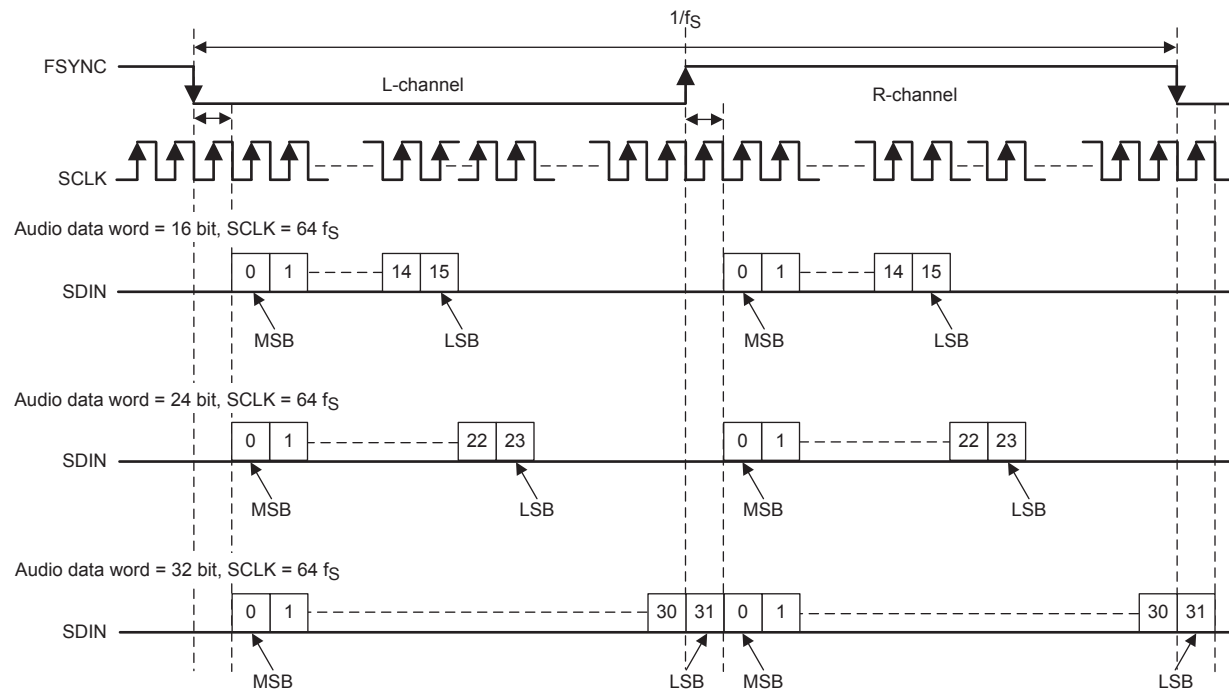 1/fS
FSYNC
L-channel
R-channel
SCLK
Audio data word = 16 bit, SCLK = 64 fS
SDIN
0 1 14 15 0 1 14 15
MSB LSB MSB LSB
Audio data word = 24 bit, SCLK = 64 fS
SDIN
0 1 22 23 0 1 22 23
MSB LSB MSB LSB
Audio data word = 32 bit, SCLK = 64 fS
SDIN
0 1 30 31 0 1 30 31
MSB LSB MSB LSB